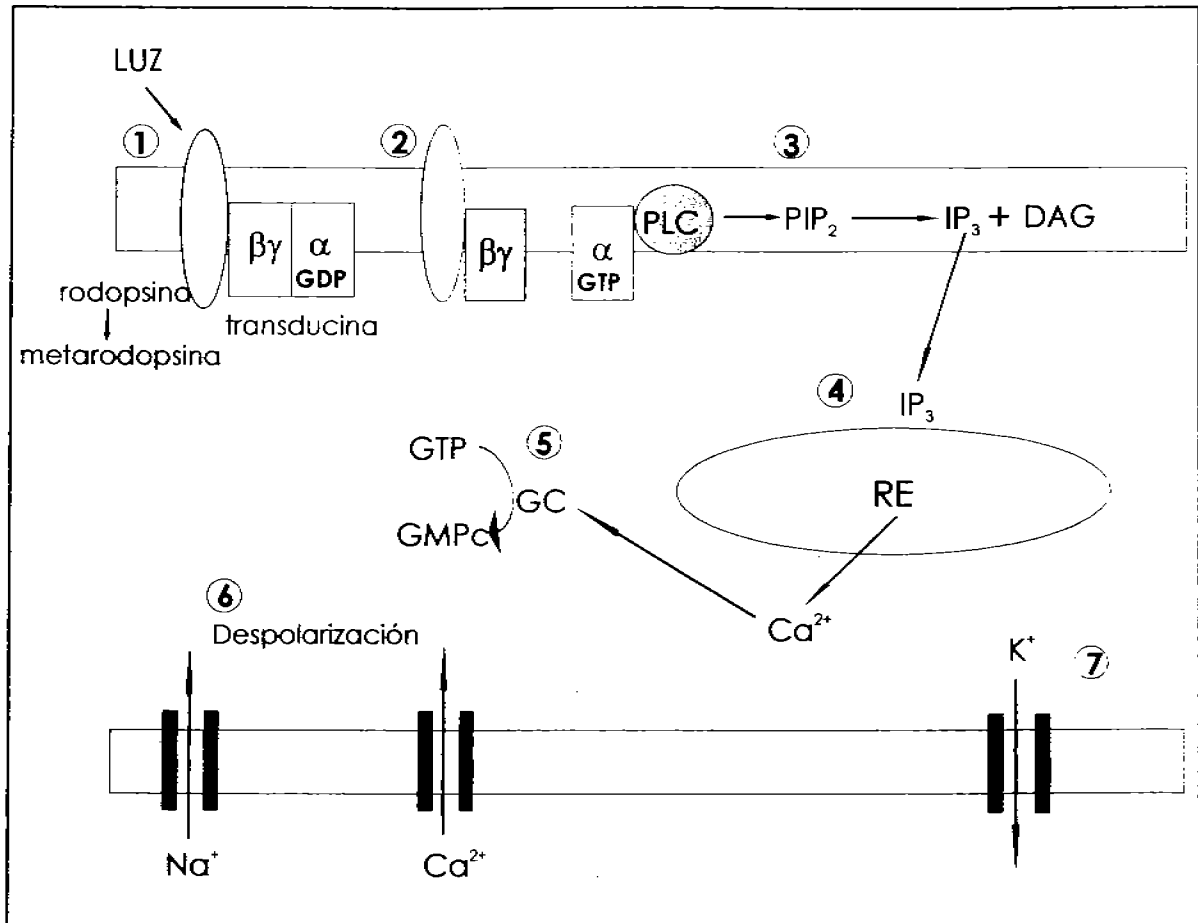 LUZ
1
2
3
βγ
α
GDP
βγ
α
GTP
PLC
PIP₂
IP₃ + DAG
rodopsina
metarodopsina
transducina
4
IP₃
RE
5
GTP
GC
GMPc
Ca²⁺
6
Despolarización
K⁺
7
Na⁺
Ca²⁺